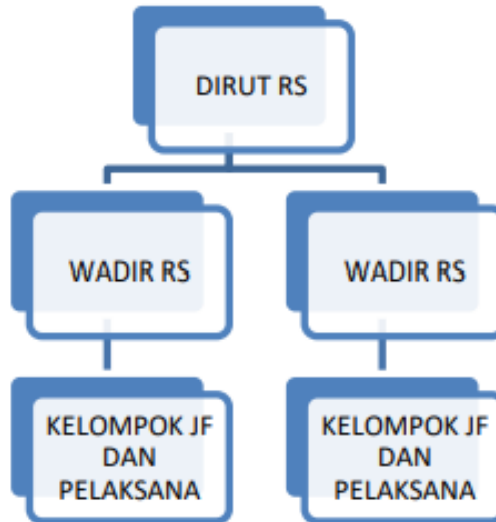 DIRUT RS
WADIR RS
WADIR RS
KELOMPOK JF
DAN
PELAKSANA
KELOMPOK JF
DAN
PELAKSANA